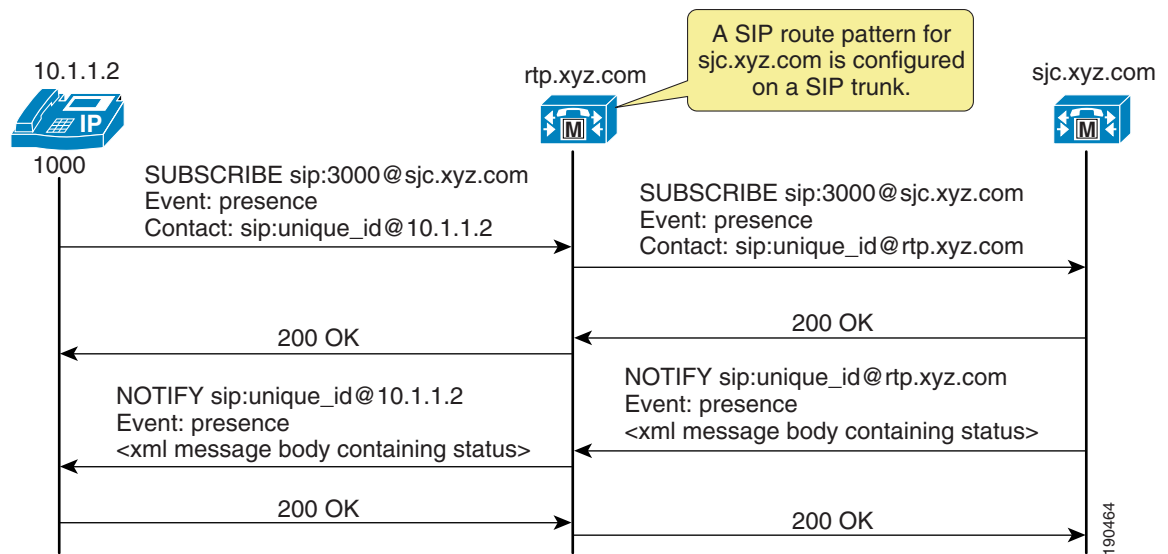 A SIP route pattern for
sjc.xyz.com is configured
on a SIP trunk.
10.1.1.2
rtp.xyz.com
sjc.xyz.com
IP
M
M
1000
SUBSCRIBE sip:3000@sjc.xyz.com
Event: presence
Contact: sip:unique_id@10.1.1.2
SUBSCRIBE sip:3000@sjc.xyz.com
Event: presence
Contact: sip:unique_id@rtp.xyz.com
200 OK
200 OK
NOTIFY sip:unique_id@10.1.1.2
Event: presence
<xml message body containing status>
NOTIFY sip:unique_id@rtp.xyz.com
Event: presence
<xml message body containing status>
200 OK
200 OK
190464